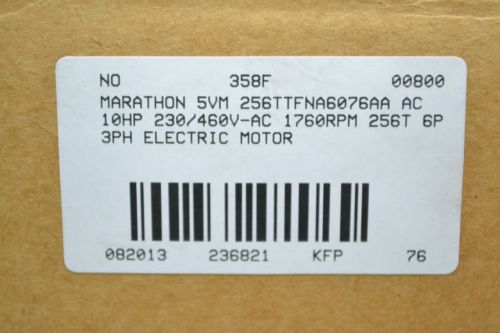 NO 358F 00800
MARATHON 5VM 256TTFNA6076AA AC
10HP 230/460V-AC 1760RPM 256T 6P
3PH ELECTRIC MOTOR
082013 236821 KFP 76